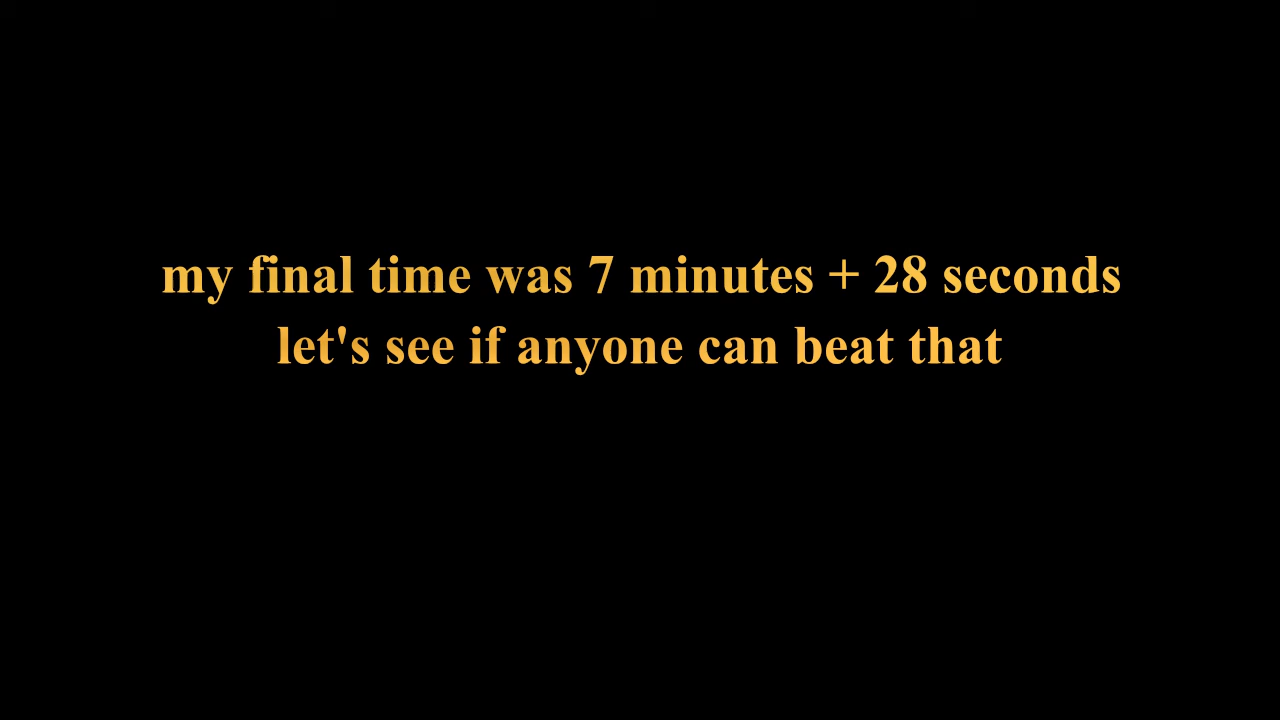 my final time was 7 minutes + 28 seconds
let's see if anyone can beat that